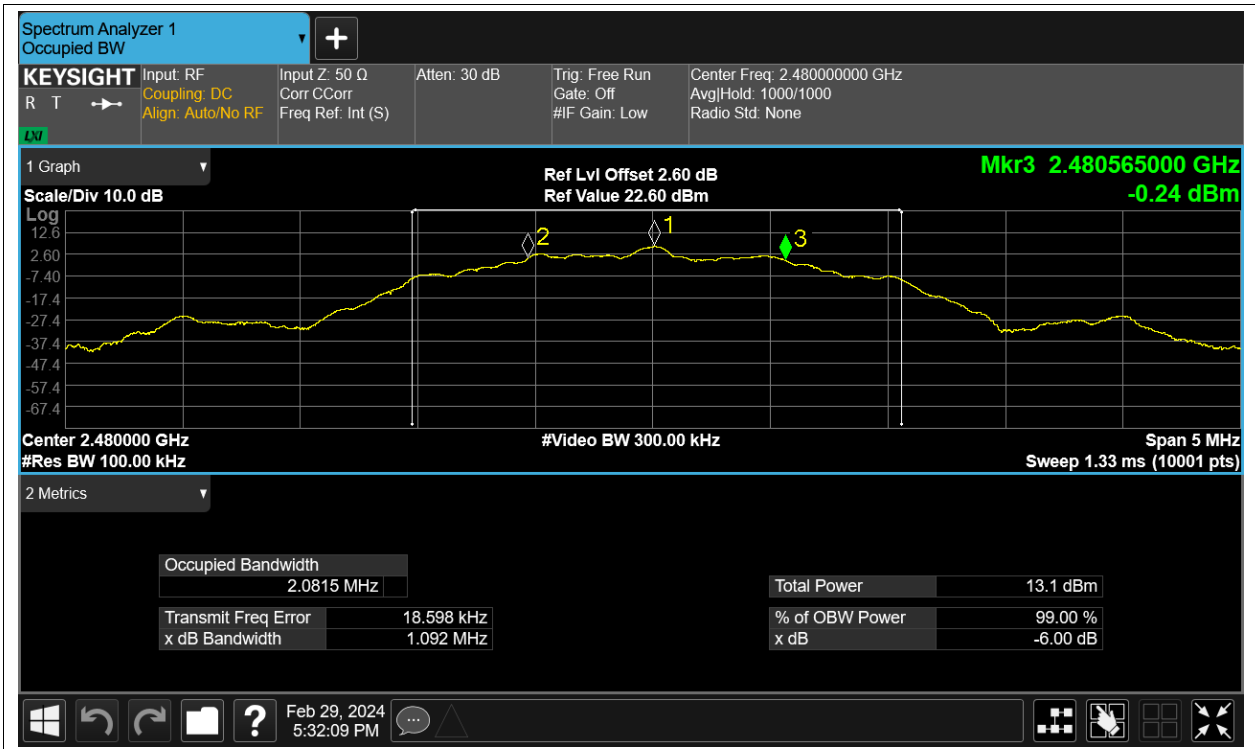 Spectrum Analyzer 1
Occupied BW
KEYSIGHT
R T
LXI
Input: RF
Coupling: DC
Align: Auto/No RF
Input Z: 50 Ω
Corr CCorr
Freq Ref: Int (S)
Atten: 30 dB
Trig: Free Run
Gate: Off
#IF Gain: Low
Center Freq: 2.480000000 GHz
Avg|Hold: 1000/1000
Radio Std: None
1 Graph
Scale/Div 10.0 dB
Ref Lvl Offset 2.60 dB
Ref Value 22.60 dBm
Mkr3 2.480565000 GHz
-0.24 dBm
Log
12.6
2.60
-7.40
-17.4
-27.4
-37.4
-47.4
-57.4
-67.4
2
1
3
Center 2.480000 GHz
#Res BW 100.00 kHz
#Video BW 300.00 kHz
Span 5 MHz
Sweep 1.33 ms (10001 pts)
2 Metrics
Occupied Bandwidth
2.0815 MHz
Transmit Freq Error 18.598 kHz
x dB Bandwidth 1.092 MHz
Total Power 13.1 dBm
% of OBW Power 99.00 %
x dB -6.00 dB
?
Feb 29, 2024
5:32:09 PM